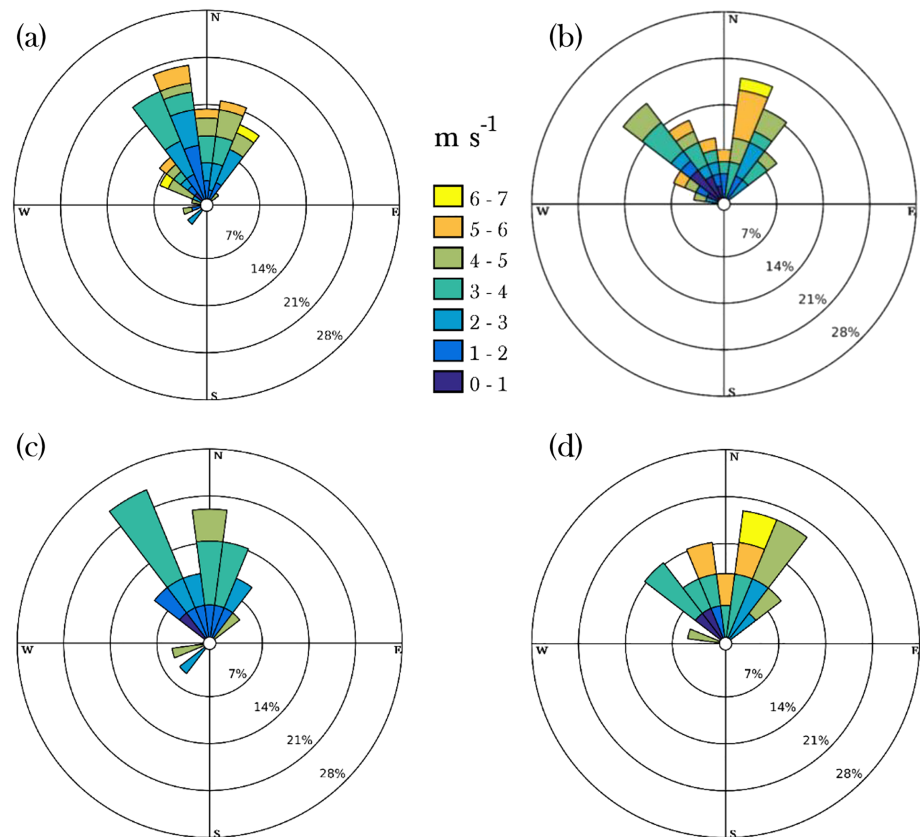 (a)
N
W
E
S
7%
14%
21%
28%
m s-1
6 - 7
5 - 6
4 - 5
3 - 4
2 - 3
1 - 2
0 - 1
(b)
N
W
E
S
7%
14%
21%
28%
(c)
N
W
E
S
7%
14%
21%
28%
(d)
N
W
E
S
7%
14%
21%
28%